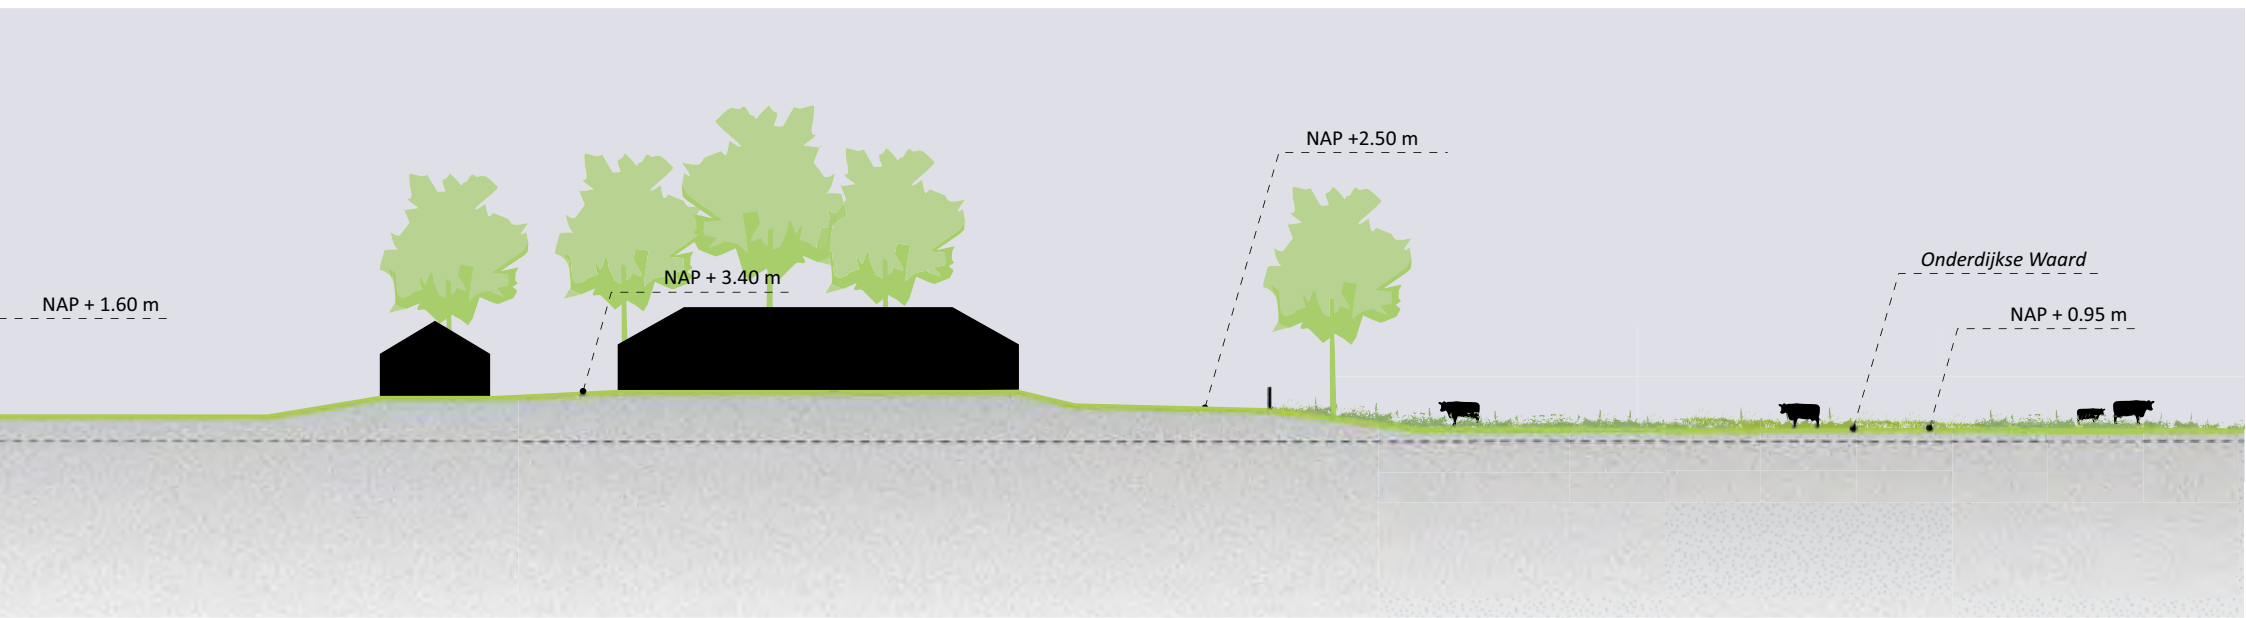 NAP +2.50 m
Onderdijkse Waard
NAP + 3.40 m
NAP + 1.60 m
NAP + 0.95 m